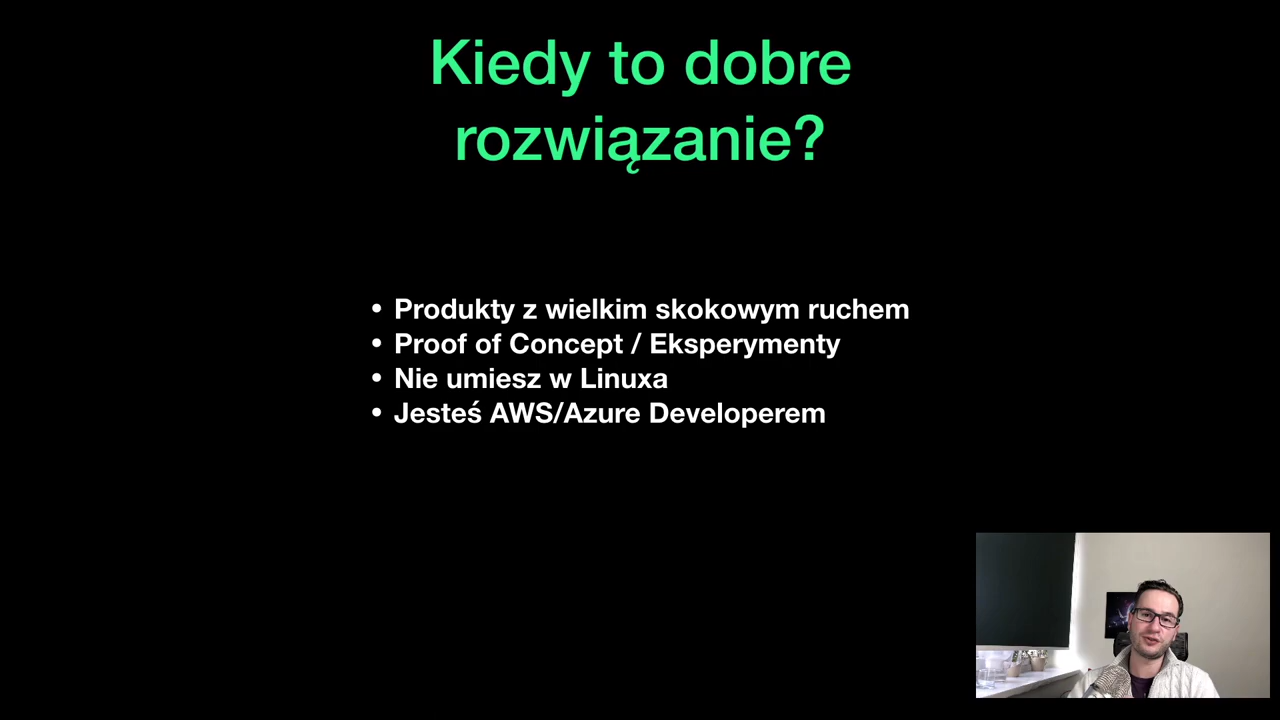 Kiedy to dobre
rozwiązanie?
• Produkty z wielkim skokowym ruchem
• Proof of Concept / Eksperymenty
• Nie umiesz w Linuxa
• Jesteś AWS/Azure Developerem